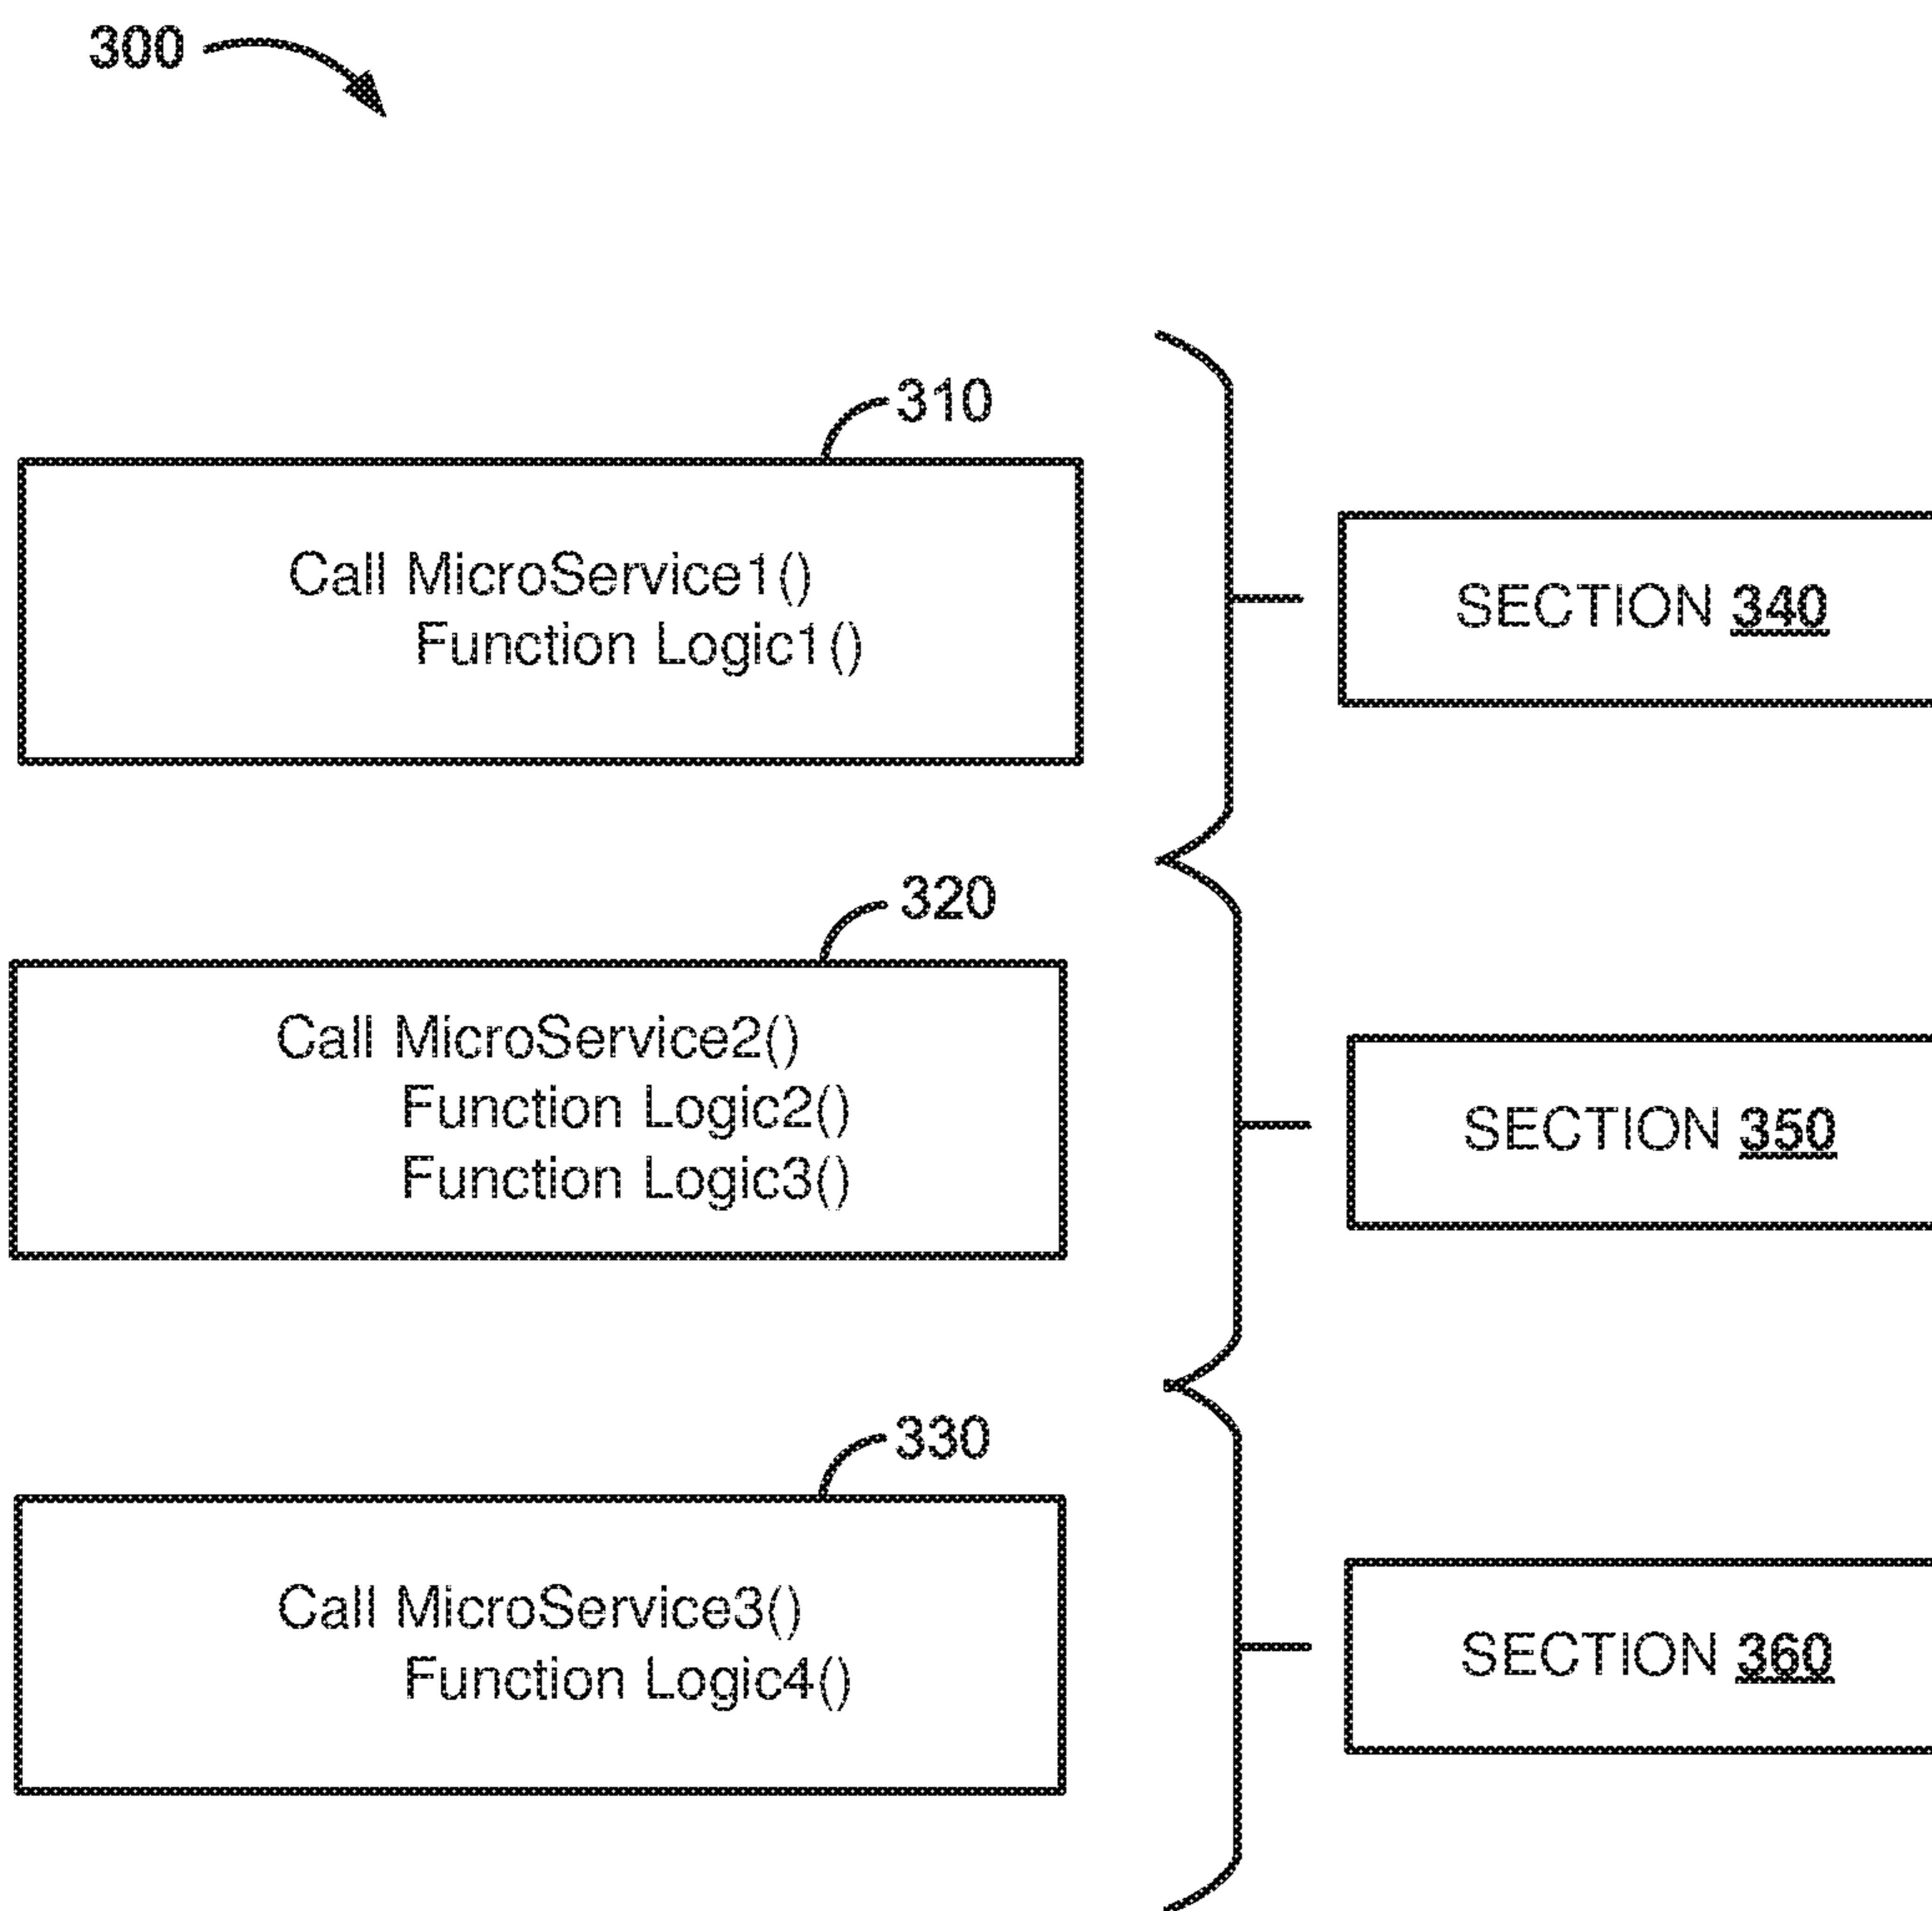 300
310
Call MicroService1()
Function Logic1()
SECTION 340
320
Call MicroService2()
Function Logic2()
Function Logic3()
SECTION 350
330
Call MicroService3()
Function Logic4()
SECTION 360